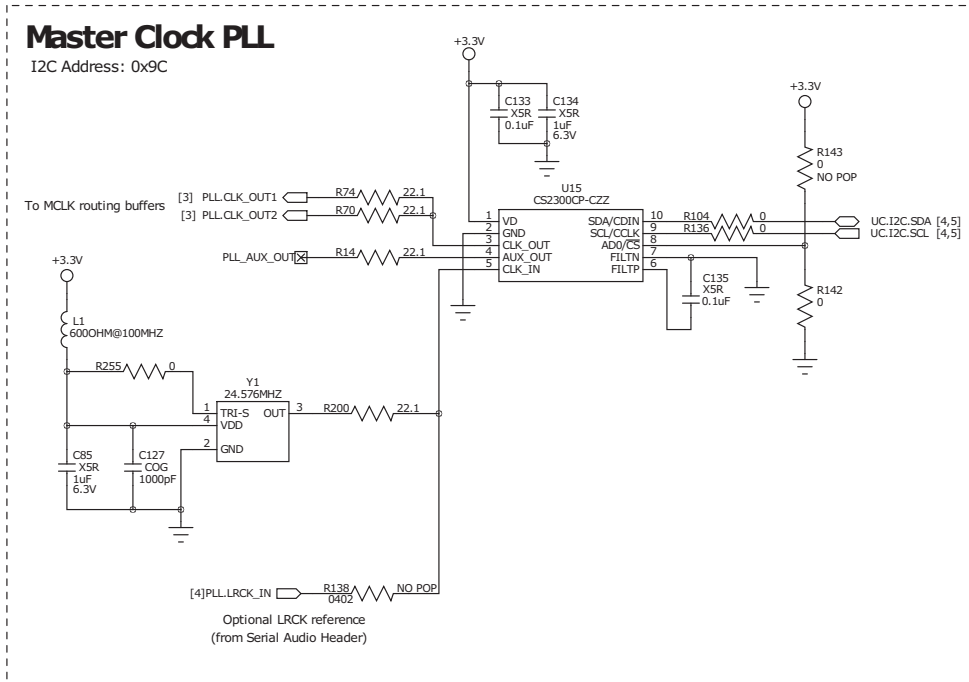 Master Clock PLL
I2C Address: 0x9C
+3.3V
C133
X5R
0.1uF
C134
X5R
1uF
6.3V
+3.3V
R143
0
NO POP
U15
CS2300CP-CZZ
To MCLK routing buffers
[3] PLL.CLK_OUT1
R74 22.1
[3] PLL.CLK_OUT2
R70 22.1
PLL_AUX_OUT
R14 22.1
1 VD
2 GND
3 CLK_OUT
4 AUX_OUT
5 CLK_IN
SDA/CDIN 10
SCL/CCLK 9
AD0/CS 8
FILTN 7
FILTP 6
R104 0
R136 0
UC.I2C.SDA [4,5]
UC.I2C.SCL [4,5]
C135
X5R
0.1uF
R142
0
+3.3V
L1
600OHM@100MHZ
R255 0
Y1
24.576MHZ
1 TRI-S OUT 3
4 VDD
2 GND
R200 22.1
C85
X5R
1uF
6.3V
C127
COG
1000pF
[4]PLL.LRCK_IN
R138 NO POP
0402
Optional LRCK reference
(from Serial Audio Header)